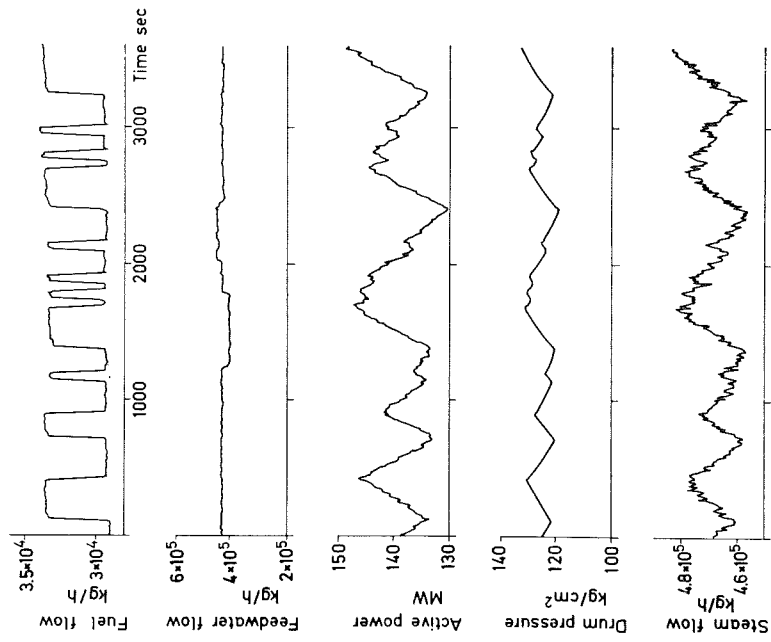 3.5×10⁴
3×10⁴
kg/h
Fuel flow
1000
2000
3000
Time sec
6×10⁵
4×10⁵
2×10⁵
kg/h
Feedwater flow
150
140
130
MW
Active power
140
120
100
kg/cm²
Drum pressure
4.8×10⁵
4.6×10⁵
kg/h
Steam flow